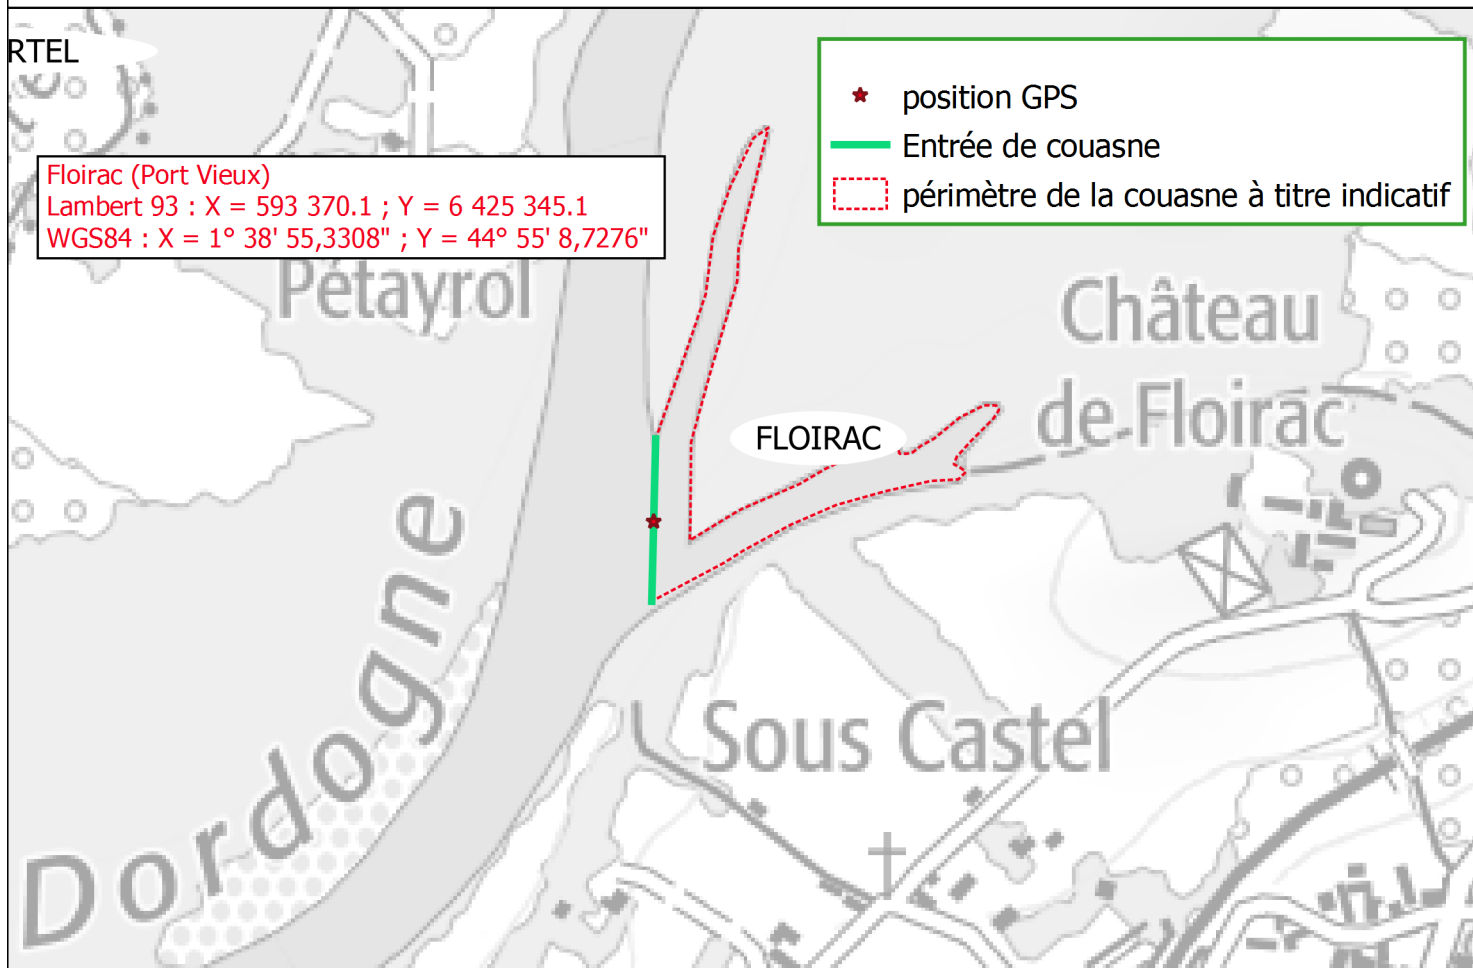 RTEL
position GPS
Entrée de couasne
périmètre de la couasne à titre indicatif
Floirac (Port Vieux)
Lambert 93 : X = 593 370.1 ; Y = 6 425 345.1
WGS84 : X = 1° 38' 55,3308" ; Y = 44° 55' 8,7276"
Pétayrol
Château
de Floirac
FLOIRAC
Dordogne
Sous Castel